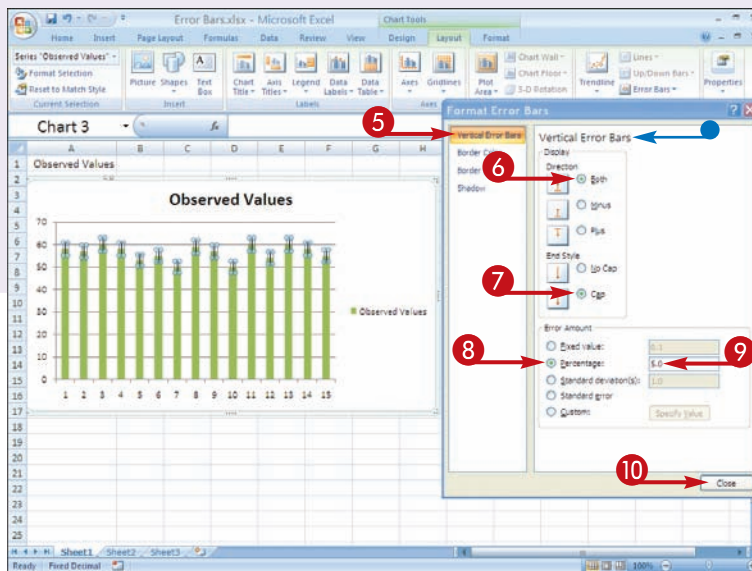 Error Bars.xlsx - Microsoft Excel
Chart Tools
Home Insert Page Layout Formulas Data Review View Design Layout Format
Series "Observed Values"
Format Selection
Reset to Match Style
Current Selection
Picture Shapes Text Box
Insert
Chart Title Axis Titles Legend Data Labels Data Table
Labels
Axes Gridlines
Axes
Plot Area
Chart Wall
Chart Floor
3-D Rotation
Trendline
Lines
Up/Down Bars
Error Bars
Properties
Chart 3
fx
A B C D E F G H
1 Observed Values
2
3
4
5
6
7
8
9
10
11
12
13
14
15
16
17
18
19
20
21
22
23
24
25
Observed Values
70
60
50
40
30
20
10
0
1 2 3 4 5 6 7 8 9 10 11 12 13 14 15
Observed Values
Format Error Bars
5
Vertical Error Bars
Border
Border
Shadow
Vertical Error Bars
Display
Direction
6
Both
Minus
Plus
End Style
No Cap
7
Cap
Error Amount
Fixed value: 0.1
8
Percentage: 5.0
9
Standard deviation(s): 1.0
Standard error
Custom: Specify Value
10
Close
Sheet1 Sheet2 Sheet3
Ready Fixed Decimal 100%